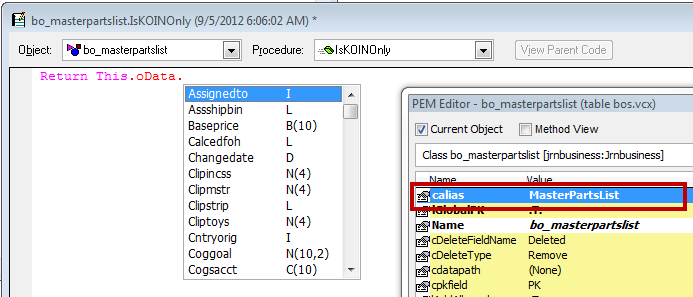 bo_masterpartslist.IsKOINOnly (9/5/2012 6:06:02 AM) *
Object: bo_masterpartslist Procedure: IsKOINOnly View Parent Code
Return This.oData.
Assignedto I
Assshipbin L
Baseprice B(10)
Calcedfoh L
Changedate D
Clipincss N(4)
Clipmstr N(4)
Clipstrip L
Cliptoys N(4)
Cntryorig I
Coggoal N(10,2)
Cogsacct C(10)
PEM Editor - bo_masterpartslist (table bos.vcx)
Current Object Method View
Class bo_masterpartslist [jrnbusiness:Jrnbusiness]
Name Value
calias MasterPartsList
lGlobalPK .T.
Name bo_masterpartslist
cDeleteFieldName Deleted
cDeleteType Remove
cdatapath (None)
cpkfield PK